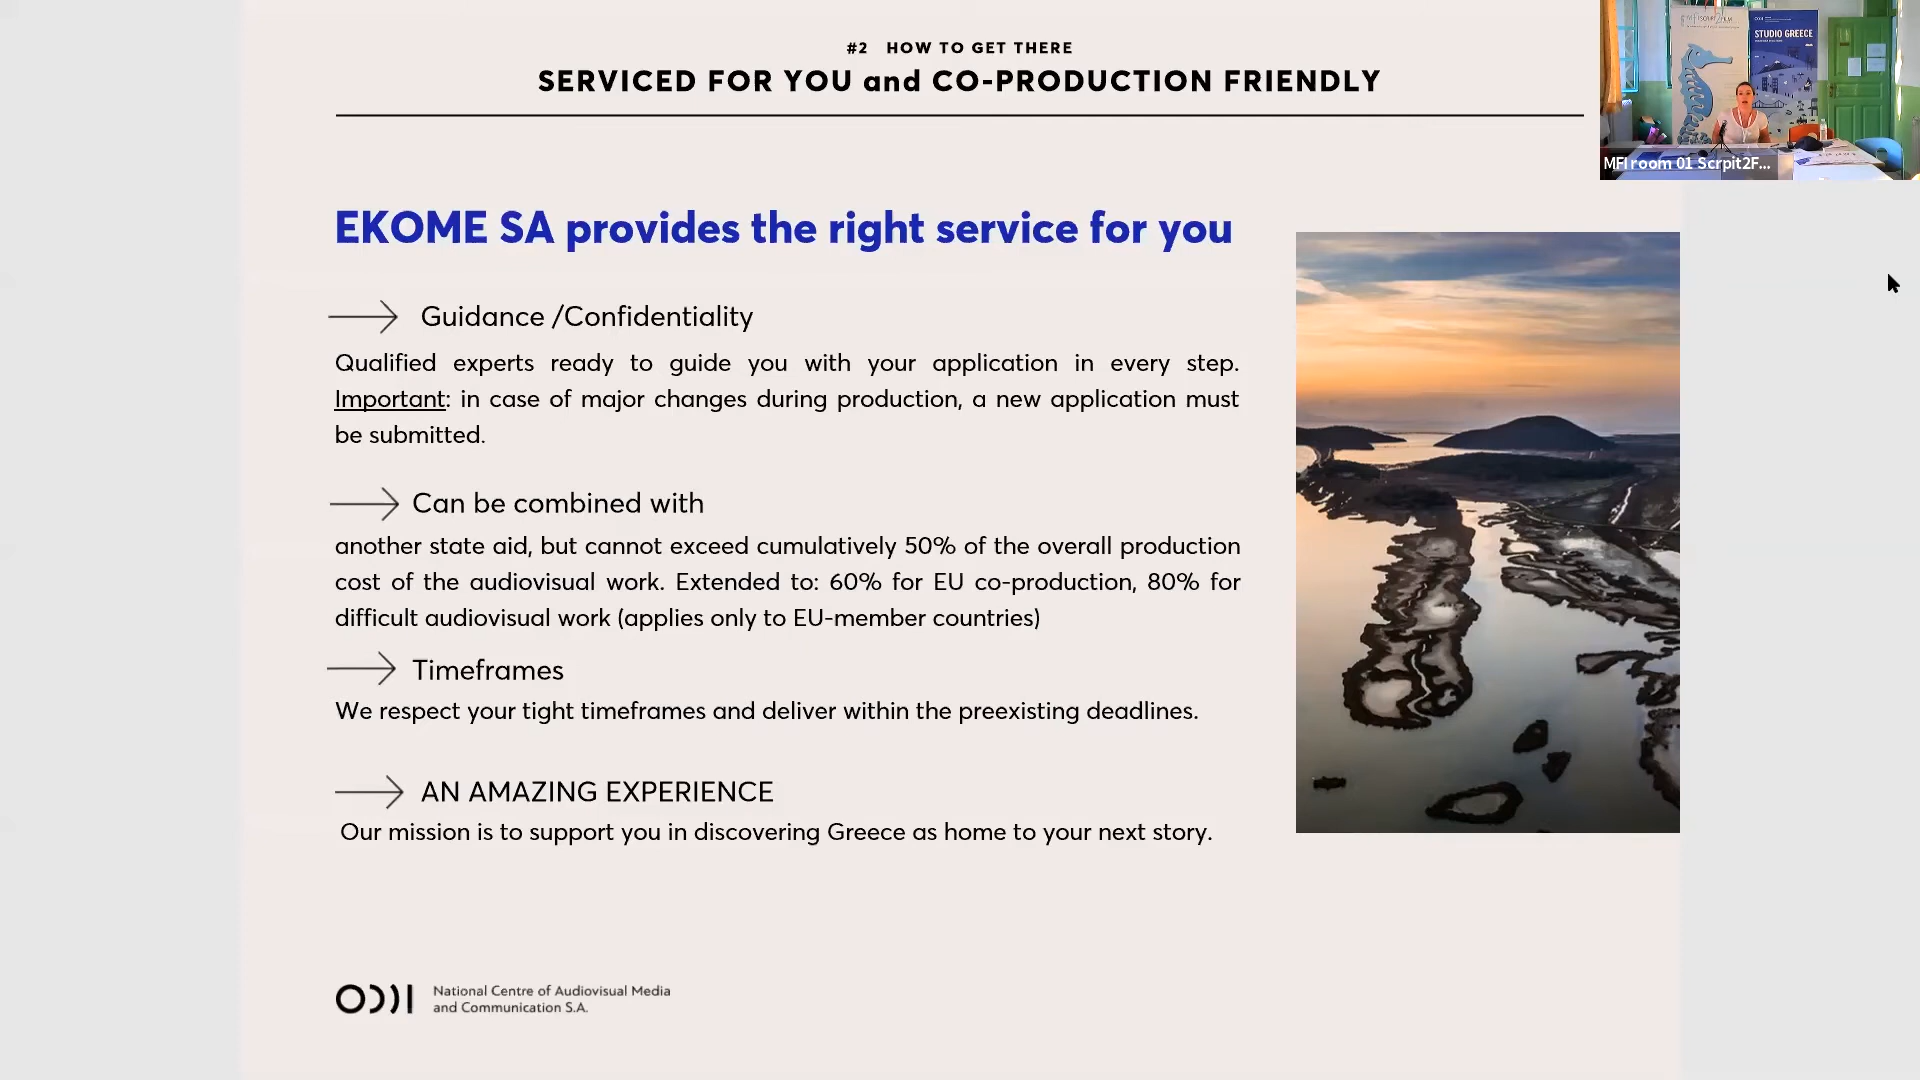 #2 HOW TO GET THERE
SERVICED FOR YOU and CO-PRODUCTION FRIENDLY
STUDIO GREECE
MFI room 01 Scrpit2F...
EKOME SA provides the right service for you
Guidance /Confidentiality
Qualified experts ready to guide you with your application in every step.
Important: in case of major changes during production, a new application must
be submitted.
Can be combined with
another state aid, but cannot exceed cumulatively 50% of the overall production
cost of the audiovisual work. Extended to: 60% for EU co-production, 80% for
difficult audiovisual work (applies only to EU-member countries)
Timeframes
We respect your tight timeframes and deliver within the preexisting deadlines.
AN AMAZING EXPERIENCE
Our mission is to support you in discovering Greece as home to your next story.
National Centre of Audiovisual Media
and Communication S.A.